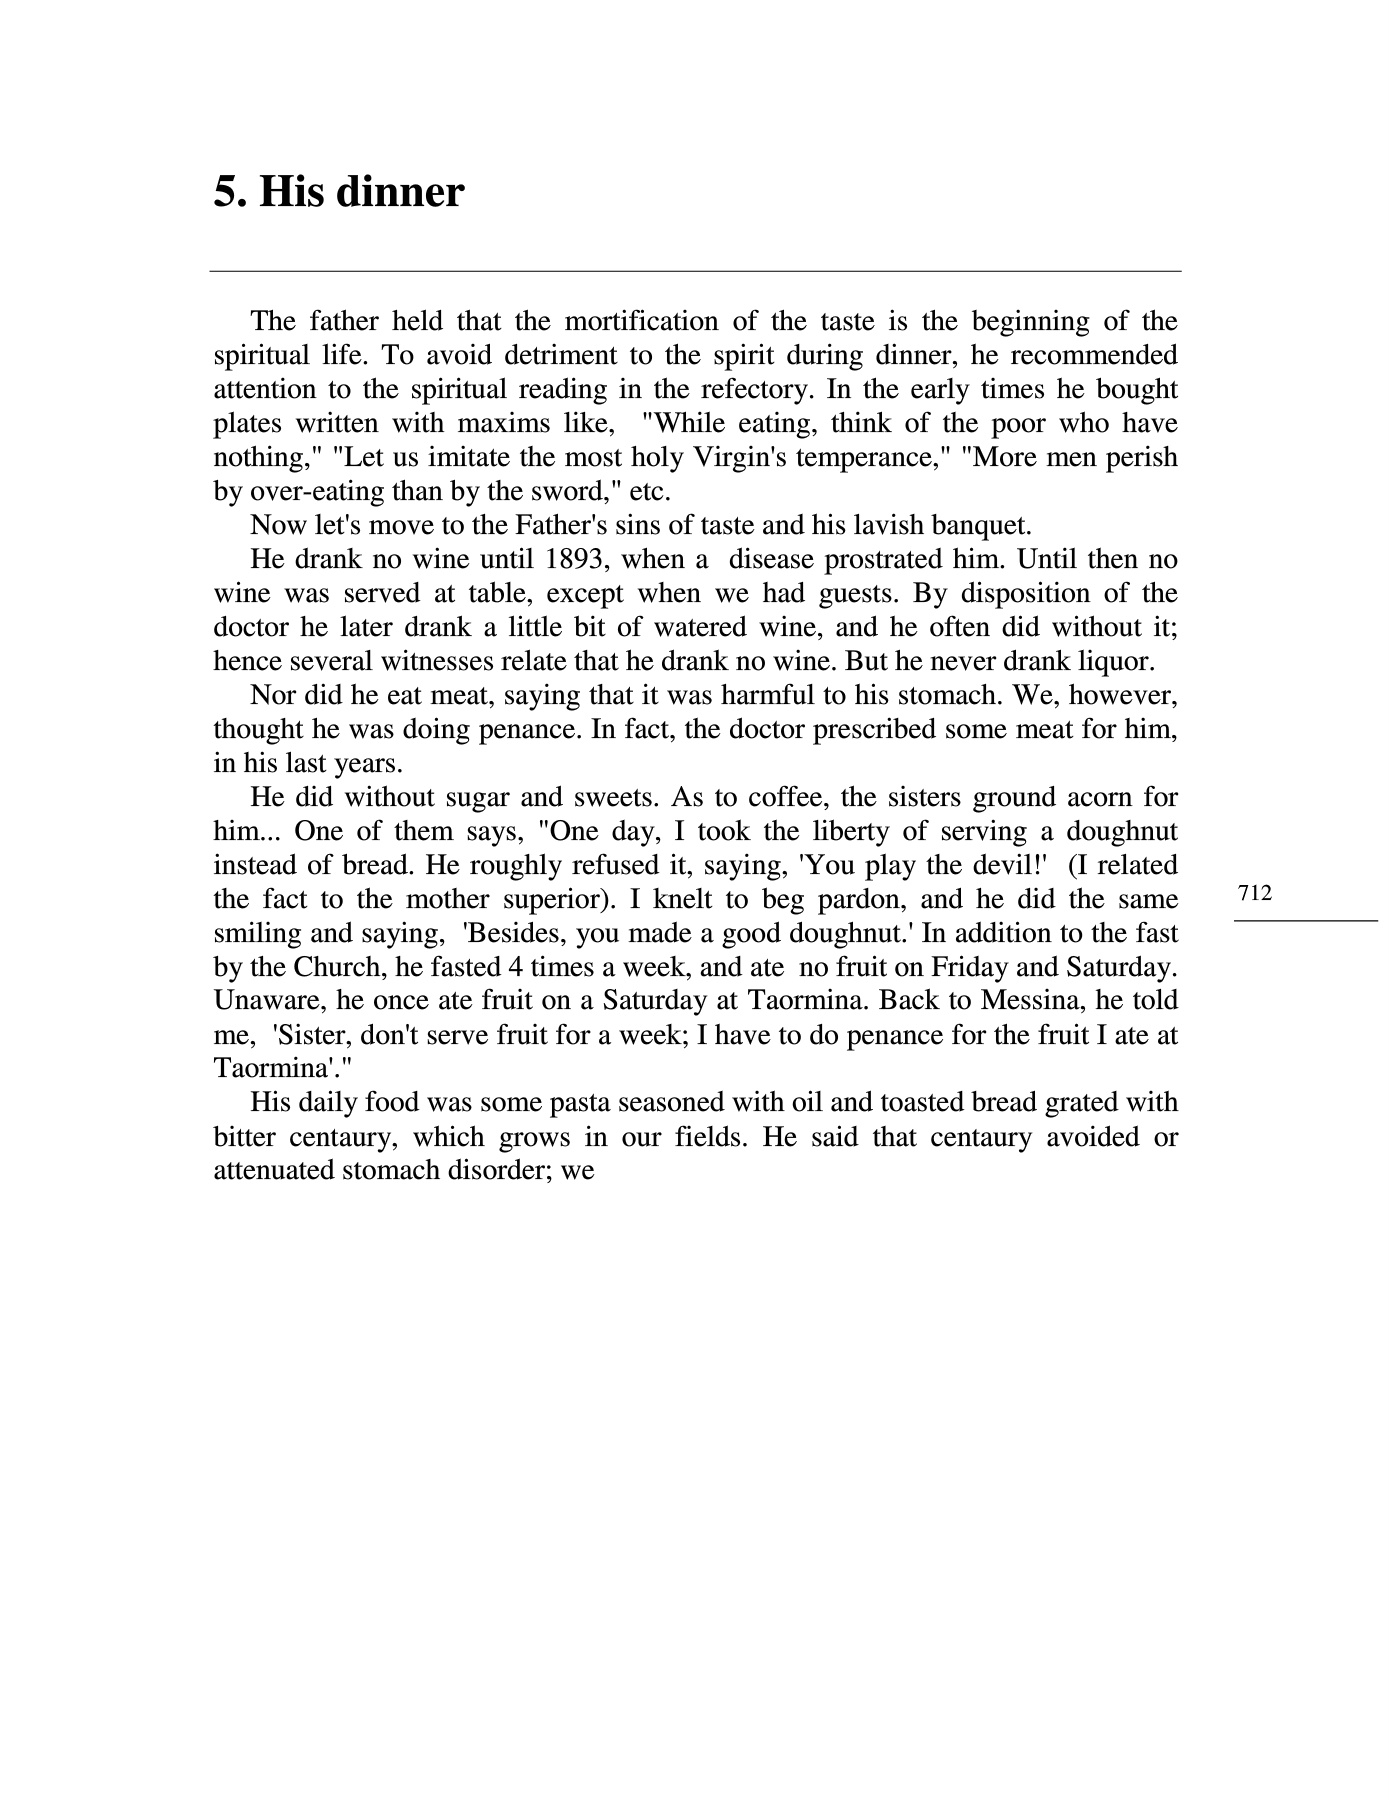 5. His dinner
The father held that the mortification of the taste is the beginning of the
spiritual life. To avoid detriment to the spirit during dinner, he recommended
attention to the spiritual reading in the refectory. In the early times he bought
plates written with maxims like,  "While eating, think of the poor who have
nothing," "Let us imitate the most holy Virgin's temperance," "More men perish
by over-eating than by the sword," etc.
Now let's move to the Father's sins of taste and his lavish banquet.
He drank no wine until 1893, when a  disease prostrated him. Until then no
wine was served at table, except when we had guests. By disposition of the
doctor he later drank a little bit of watered wine, and he often did without it;
hence several witnesses relate that he drank no wine. But he never drank liquor.
Nor did he eat meat, saying that it was harmful to his stomach. We, however,
thought he was doing penance. In fact, the doctor prescribed some meat for him,
in his last years.
He did without sugar and sweets. As to coffee, the sisters ground acorn for
him... One of them says, "One day, I took the liberty of serving a doughnut
instead of bread. He roughly refused it, saying, 'You play the devil!'  (I related
the fact to the mother superior). I knelt to beg pardon, and he did the same
smiling and saying,  'Besides, you made a good doughnut.' In addition to the fast
by the Church, he fasted 4 times a week, and ate  no fruit on Friday and Saturday.
Unaware, he once ate fruit on a Saturday at Taormina. Back to Messina, he told
me,  'Sister, don't serve fruit for a week; I have to do penance for the fruit I ate at
Taormina'."
His daily food was some pasta seasoned with oil and toasted bread grated with
bitter centaury, which grows in our fields. He said that centaury avoided or
attenuated stomach disorder; we
712